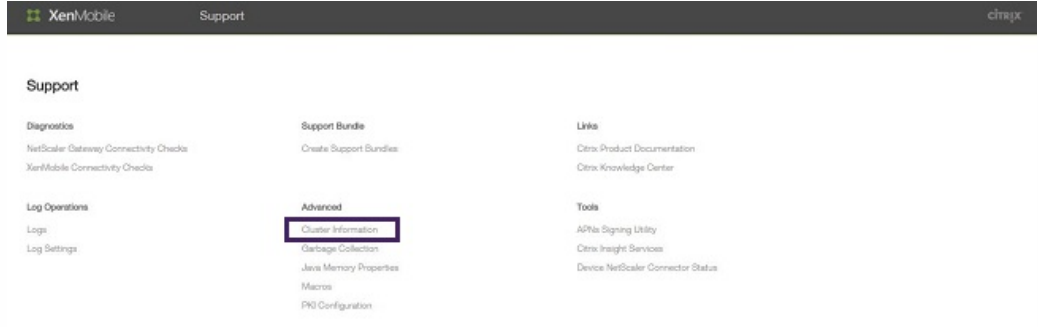 XenMobile Support CITRIX
Support
Diagnostics
NetScaler Gateway Connectivity Checks
XenMobile Connectivity Checks
Support Bundle
Create Support Bundles
Links
Citrix Product Documentation
Citrix Knowledge Center
Log Operations
Logs
Log Settings
Advanced
Cluster Information
Garbage Collection
Java Memory Properties
Macros
PKI Configuration
Tools
APNs Signing Utility
Citrix Insight Services
Device NetScaler Connector Status